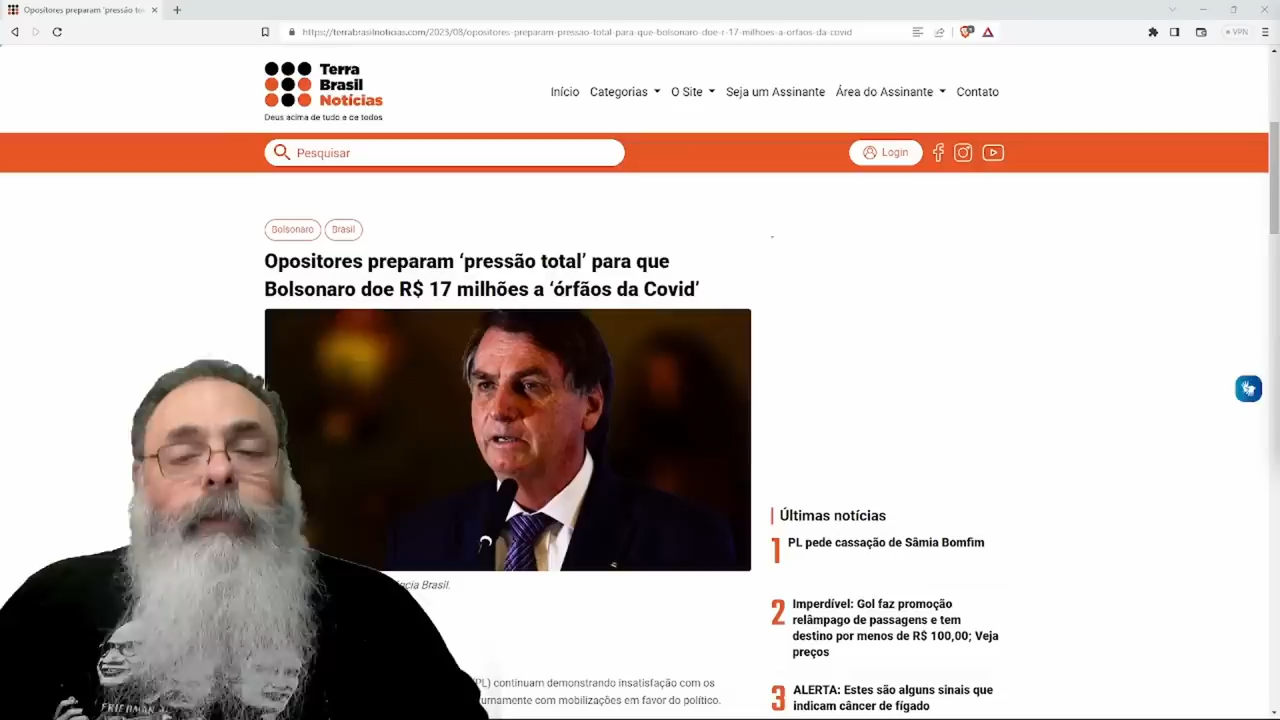 Opositores preparam 'pressão to
https://terrabrasilnoticias.com/2023/08/opositores-preparam-pressao-total-para-que-bolsonaro-doe-r-17-milhoes-a-orfaos-da-covid
VPN
Terra
Brasil
Notícias
Deus acima de tudo e de todos
Início Categorias O Site Seja um Assinante Área do Assinante Contato
Pesquisar
Login
Bolsonaro Brasil
Opositores preparam ‘pressão total’ para que
Bolsonaro doe R$ 17 milhões a ‘órfãos da Covid’
ncia Brasil.
PL) continuam demonstrando insatisfação com os
urnamente com mobilizações em favor do político.
Últimas notícias
1 PL pede cassação de Sâmia Bomfim
2 Imperdível: Gol faz promoção
relâmpago de passagens e tem
destino por menos de R$ 100,00; Veja
preços
3 ALERTA: Estes são alguns sinais que
indicam câncer de fígado
FRIEDMAN